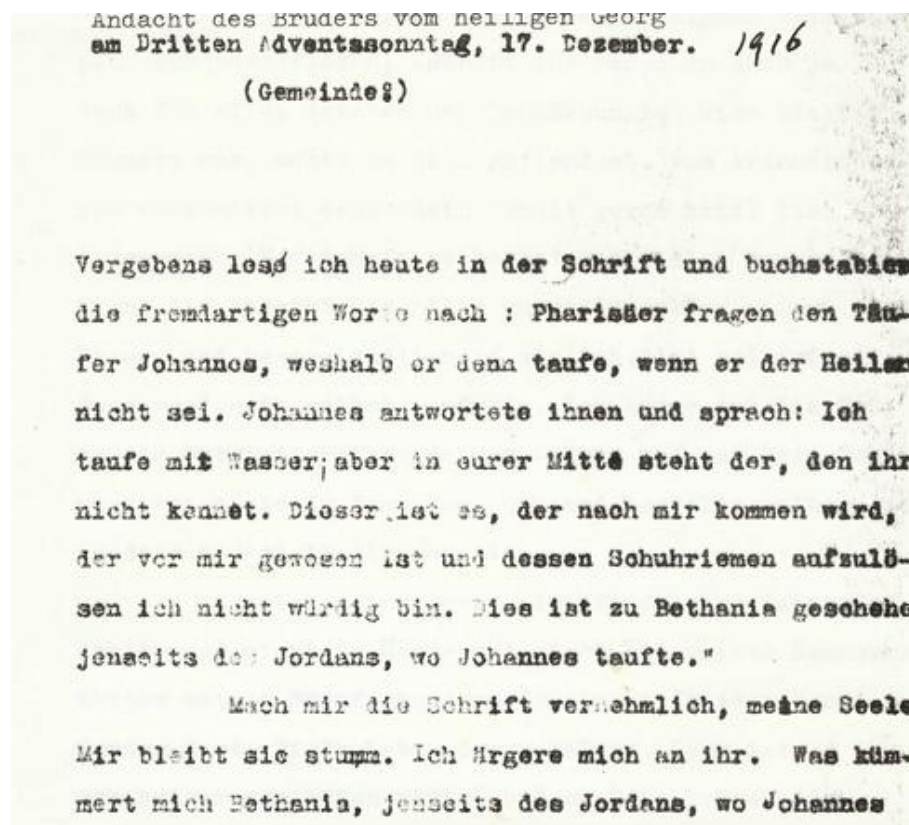 Andacht des Bruders vom heiligen Georg
am Dritten Adventssonntag, 17. Dezember. 1916
(Gemeinde§)
Vergebens lese ich heute in der Schrift und buchstabier
die fremdartigen Worte nach : Pharisäer fragen den Täu-
fer Johannes, weshalb er denn taufe, wenn er der Heilan
nicht sei. Johannes antwortete ihnen und sprach: Ich
taufe mit Wasser; aber in eurer Mitte steht der, den ihr
nicht kennet. Dieser ist es, der nach mir kommen wird,
der vor mir gewesen ist und dessen Schuhriemen aufzulö-
sen ich nicht würdig bin. Dies ist zu Bethania geschehe
jenseits des Jordans, wo Johannes taufte."
Mach mir die Schrift vernehmlich, meine Seele
Mir bleibt sie stumm. Ich ärgere mich an ihr. Was küm-
mert mich Bethania, jenseits des Jordans, wo Johannes